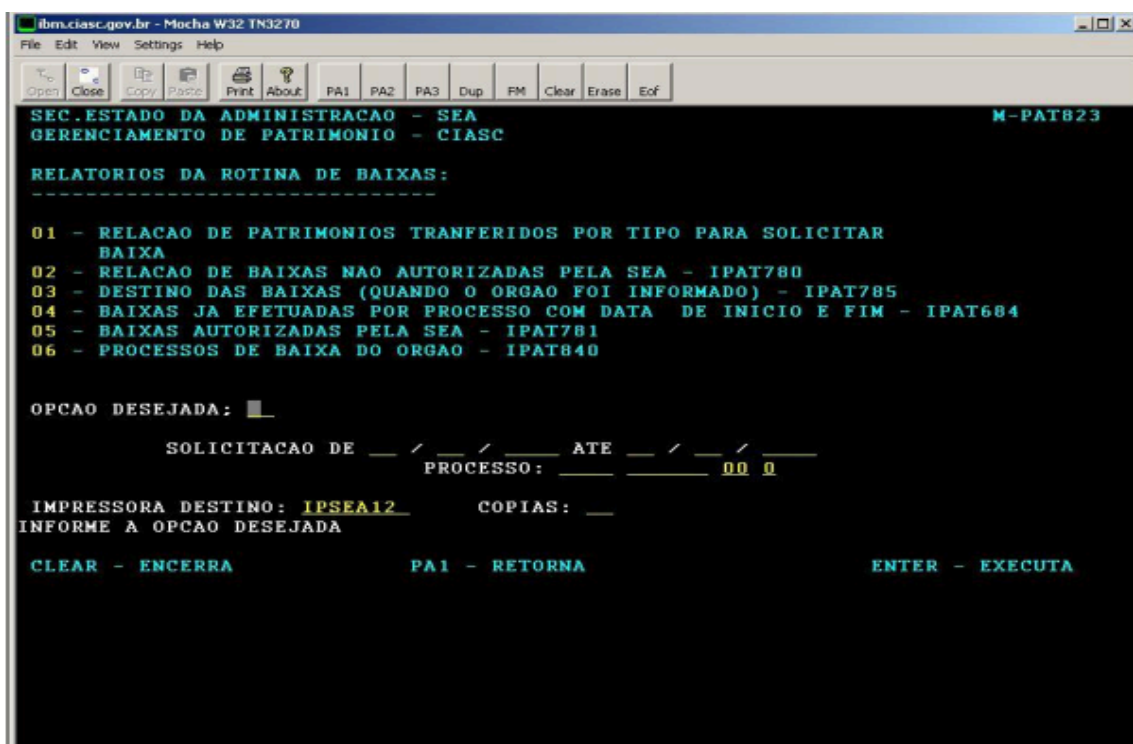 ibm.ciasc.gov.br - Mocha W32 TN3270
File Edit View Settings Help
Open Close Copy Paste Print About PA1 PA2 PA3 Dup FM Clear Erase Eof
SEC.ESTADO DA ADMINISTRACAO - SEA M-PAT823
GERENCIAMENTO DE PATRIMONIO - CIASC
RELATORIOS DA ROTINA DE BAIXAS:
-------------------------------
01 - RELACAO DE PATRIMONIOS TRANFERIDOS POR TIPO PARA SOLICITAR
BAIXA
02 - RELACAO DE BAIXAS NAO AUTORIZADAS PELA SEA - IPAT780
03 - DESTINO DAS BAIXAS (QUANDO O ORGAO FOI INFORMADO) - IPAT785
04 - BAIXAS JA EFETUADAS POR PROCESSO COM DATA DE INICIO E FIM - IPAT684
05 - BAIXAS AUTORIZADAS PELA SEA - IPAT781
06 - PROCESSOS DE BAIXA DO ORGAO - IPAT840
OPCAO DESEJADA: __
SOLICITACAO DE __ / __ / ____ ATE __ / __ / ____
PROCESSO: ____ ______ 00 0
IMPRESSORA DESTINO: IPSEA12_ COPIAS: __
INFORME A OPCAO DESEJADA
CLEAR - ENCERRA PA1 - RETORNA ENTER - EXECUTA